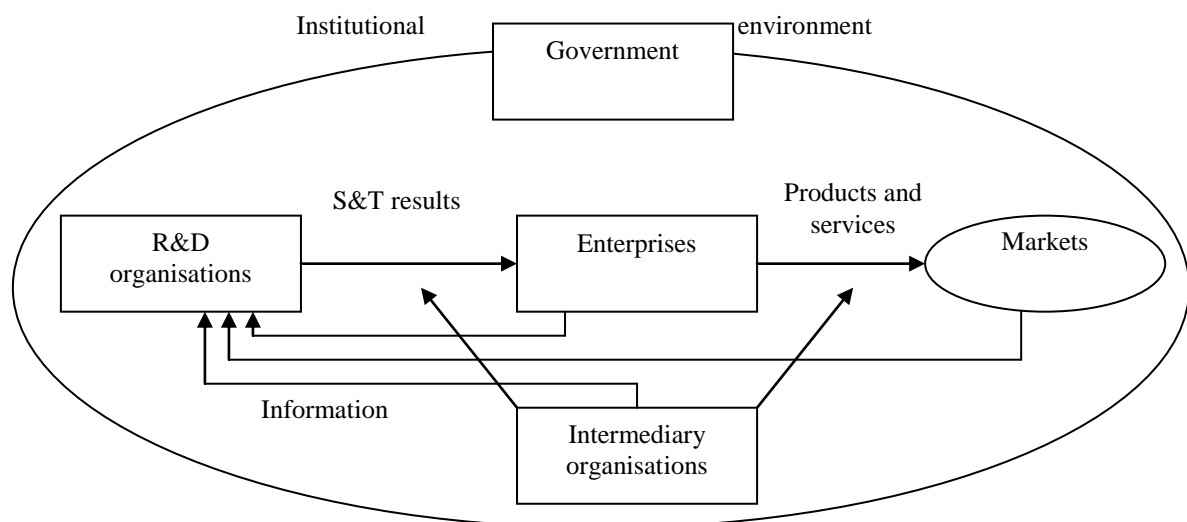 Institutional environment
Government
Products and
services
S&T results
R&D
organisations
Enterprises
Markets
Information
Intermediary
organisations